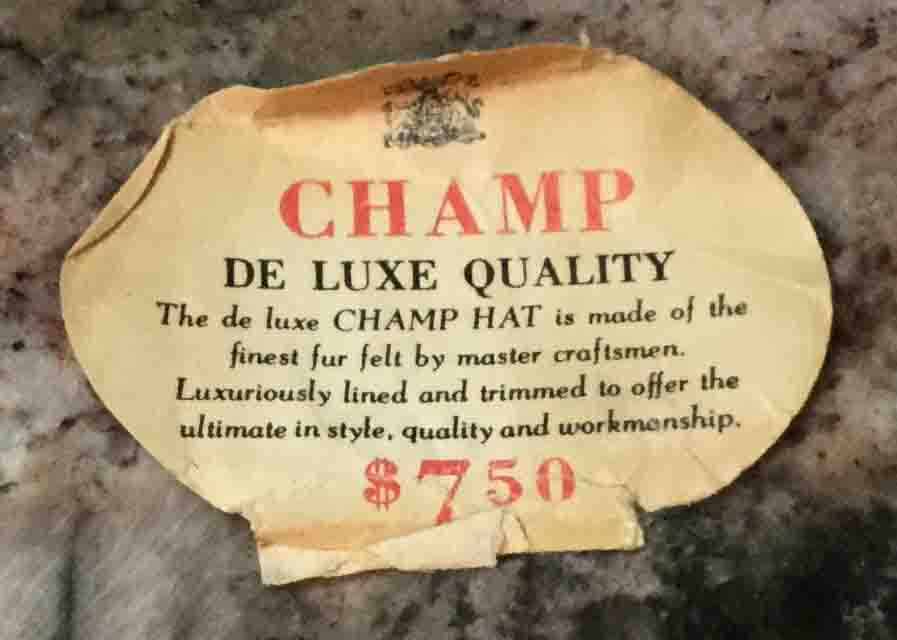 CHAMP
DE LUXE QUALITY
The de luxe CHAMP HAT is made of the
finest fur felt by master craftsmen.
Luxuriously lined and trimmed to offer the
ultimate in style, quality and workmanship.
$750